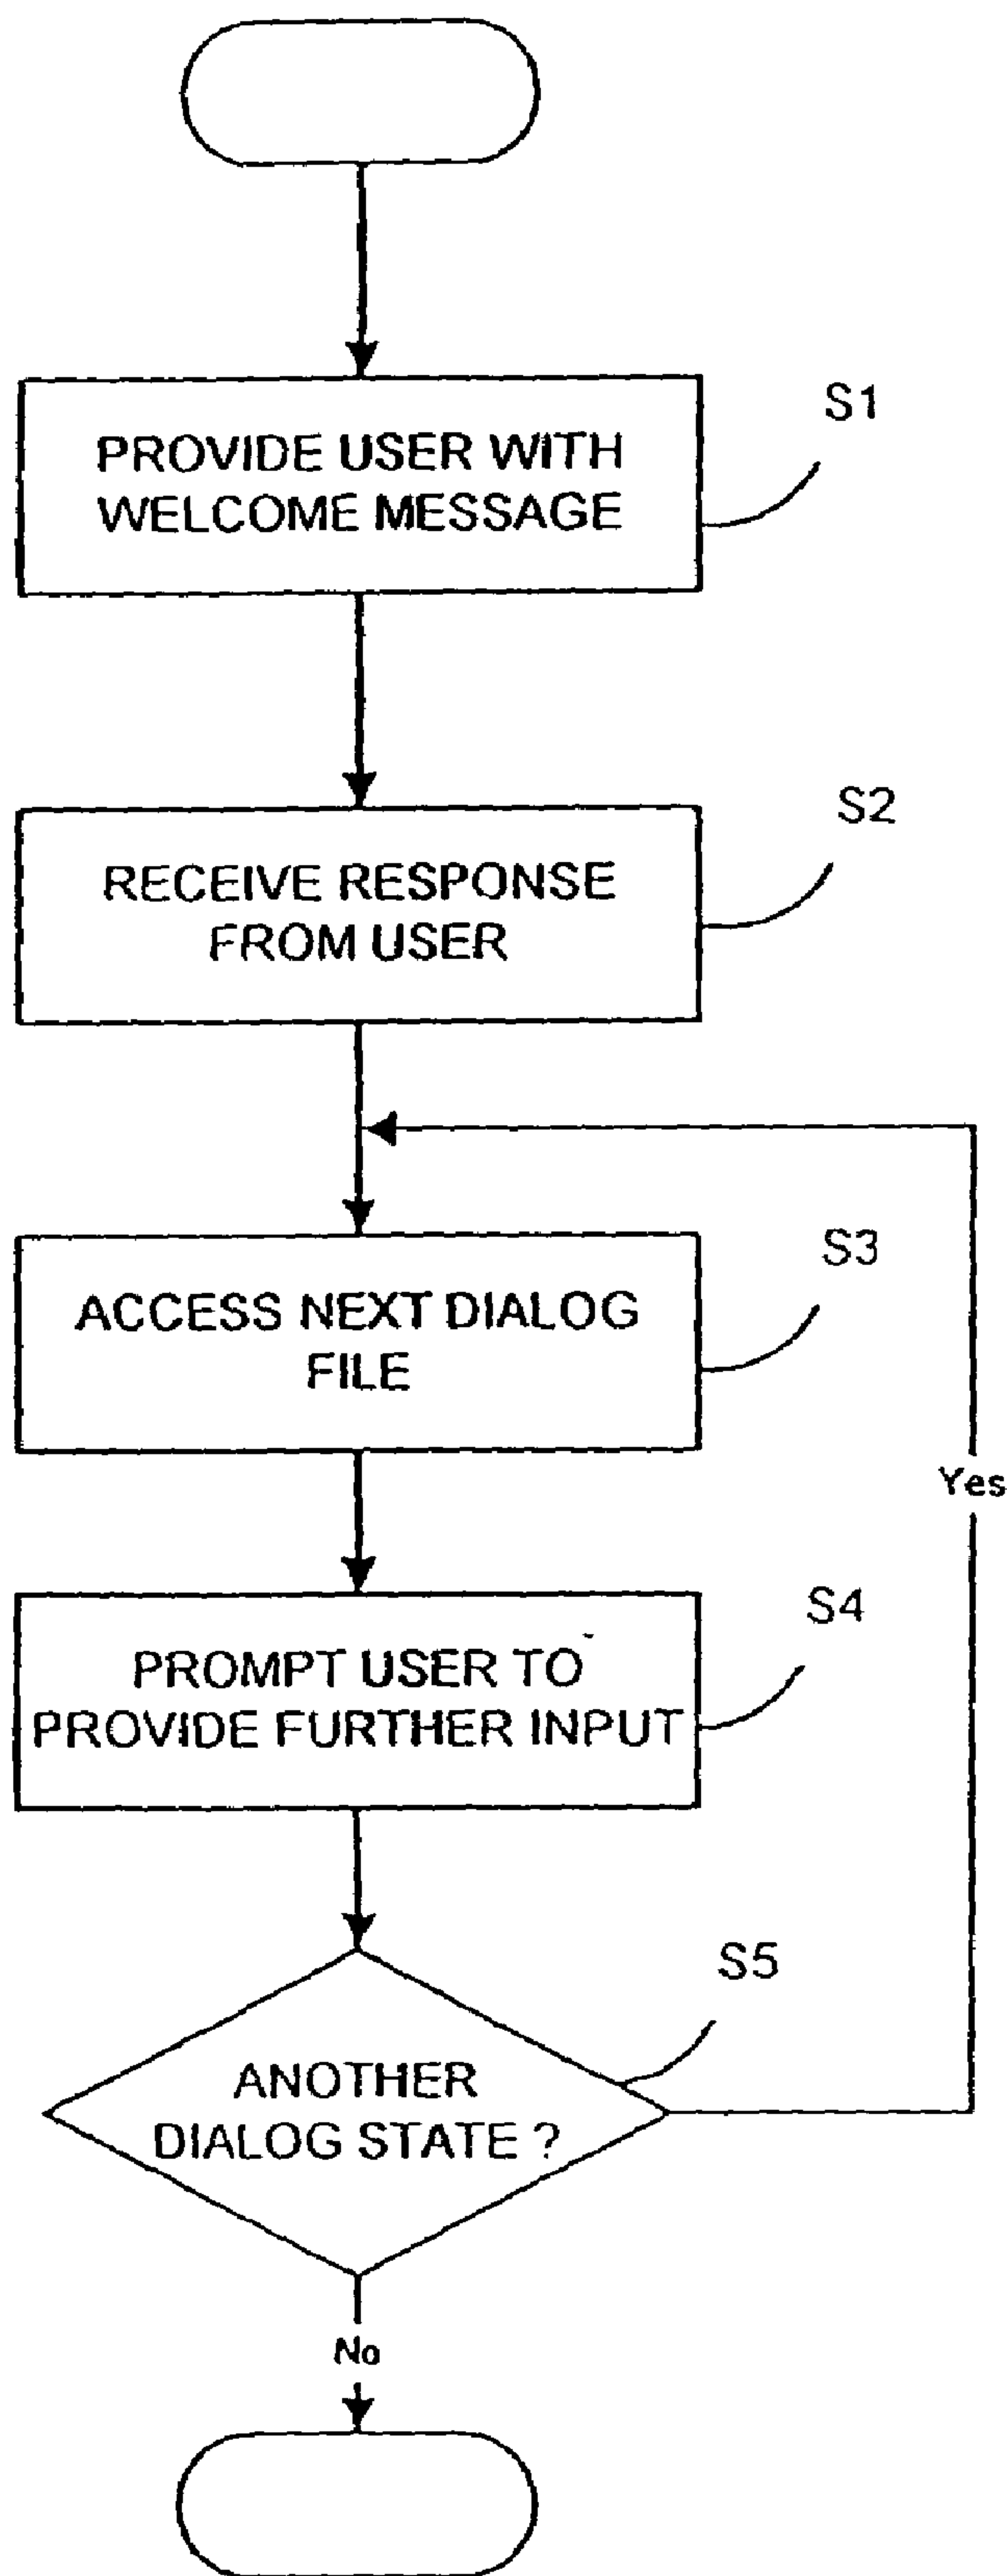 S1
PROVIDE USER WITH
WELCOME MESSAGE
S2
RECEIVE RESPONSE
FROM USER
S3
ACCESS NEXT DIALOG
FILE
Yes
S4
PROMPT USER TO
PROVIDE FURTHER INPUT
S5
ANOTHER
DIALOG STATE ?
No